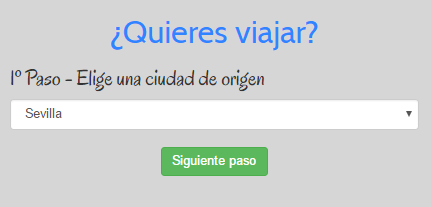 ¿Quieres viajar?
1º Paso - Elige una ciudad de origen
Sevilla
Siguiente paso